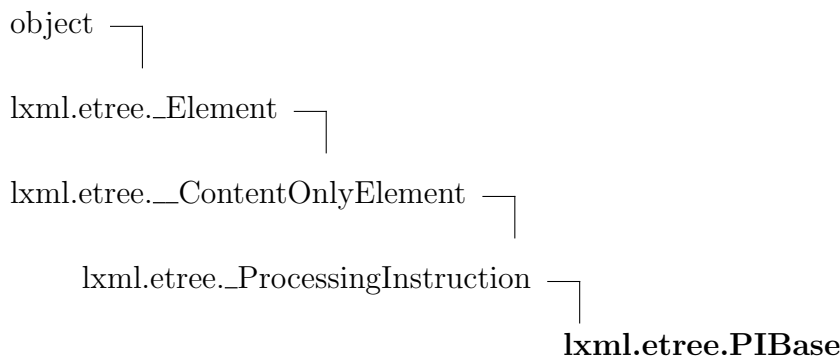 object
lxml.etree._Element
lxml.etree.__ContentOnlyElement
lxml.etree._ProcessingInstruction
lxml.etree.PIBase